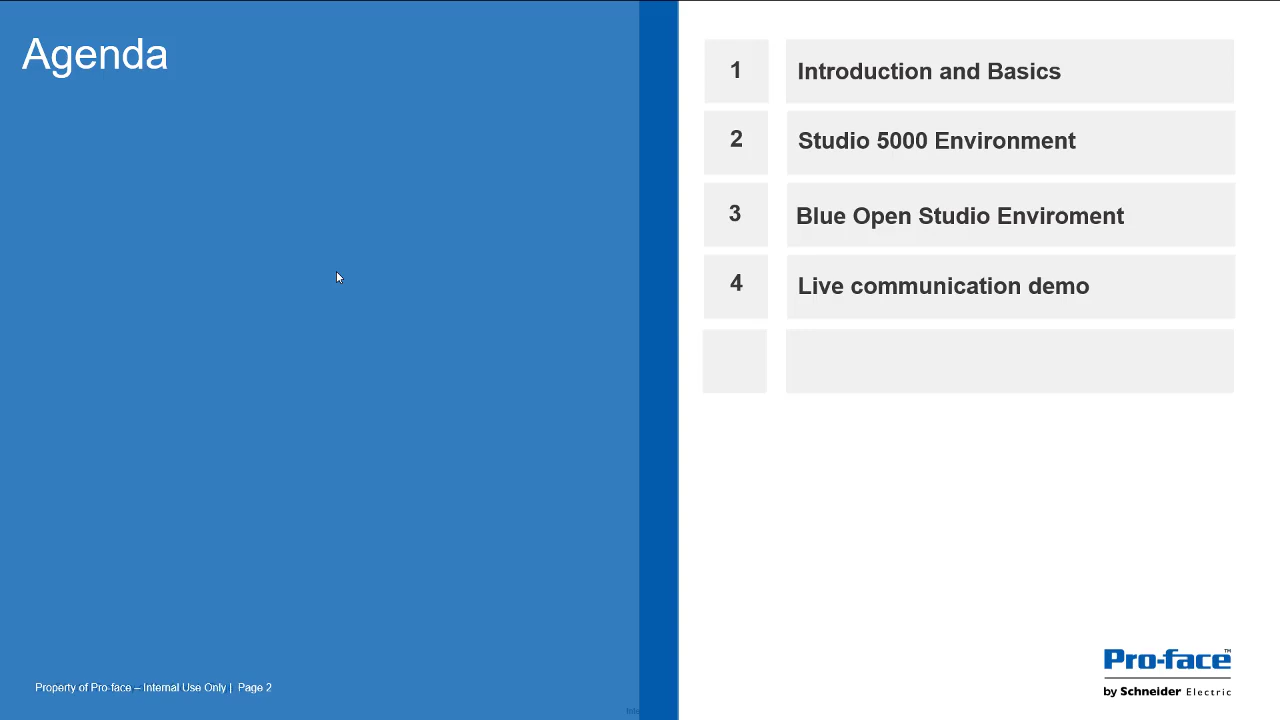 Agenda
1 Introduction and Basics
2 Studio 5000 Environment
3 Blue Open Studio Enviroment
4 Live communication demo
Property of Pro-face – Internal Use Only | Page 2
Pro-face™
by Schneider Electric